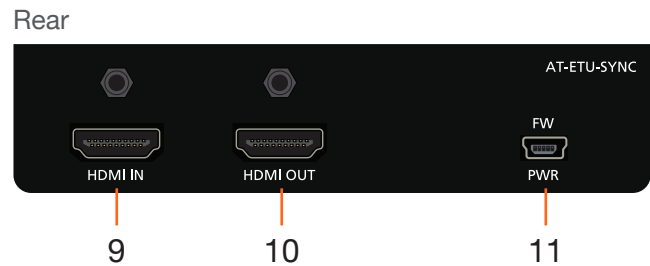 Rear
AT-ETU-SYNC
FW
HDMI IN
HDMI OUT
PWR
9
10
11